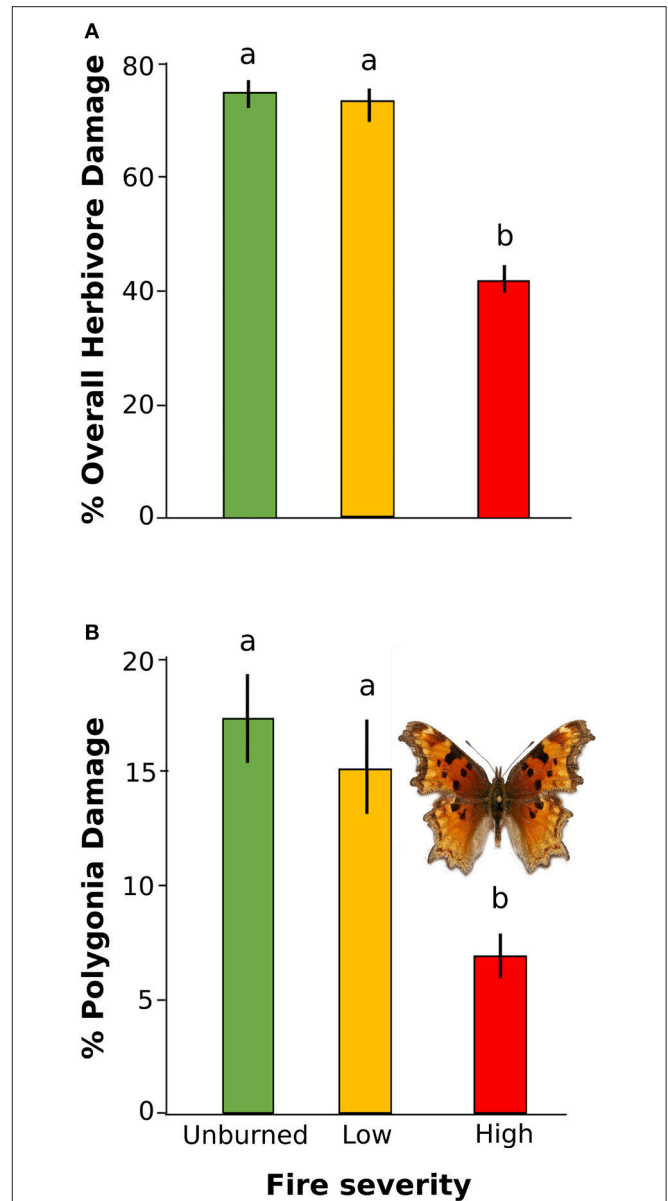 A
a
a
b
% Overall Herbivore Damage
80
60
40
20
0
B
a
a
b
% Polygonia Damage
20
15
10
5
0
Unburned Low High
Fire severity